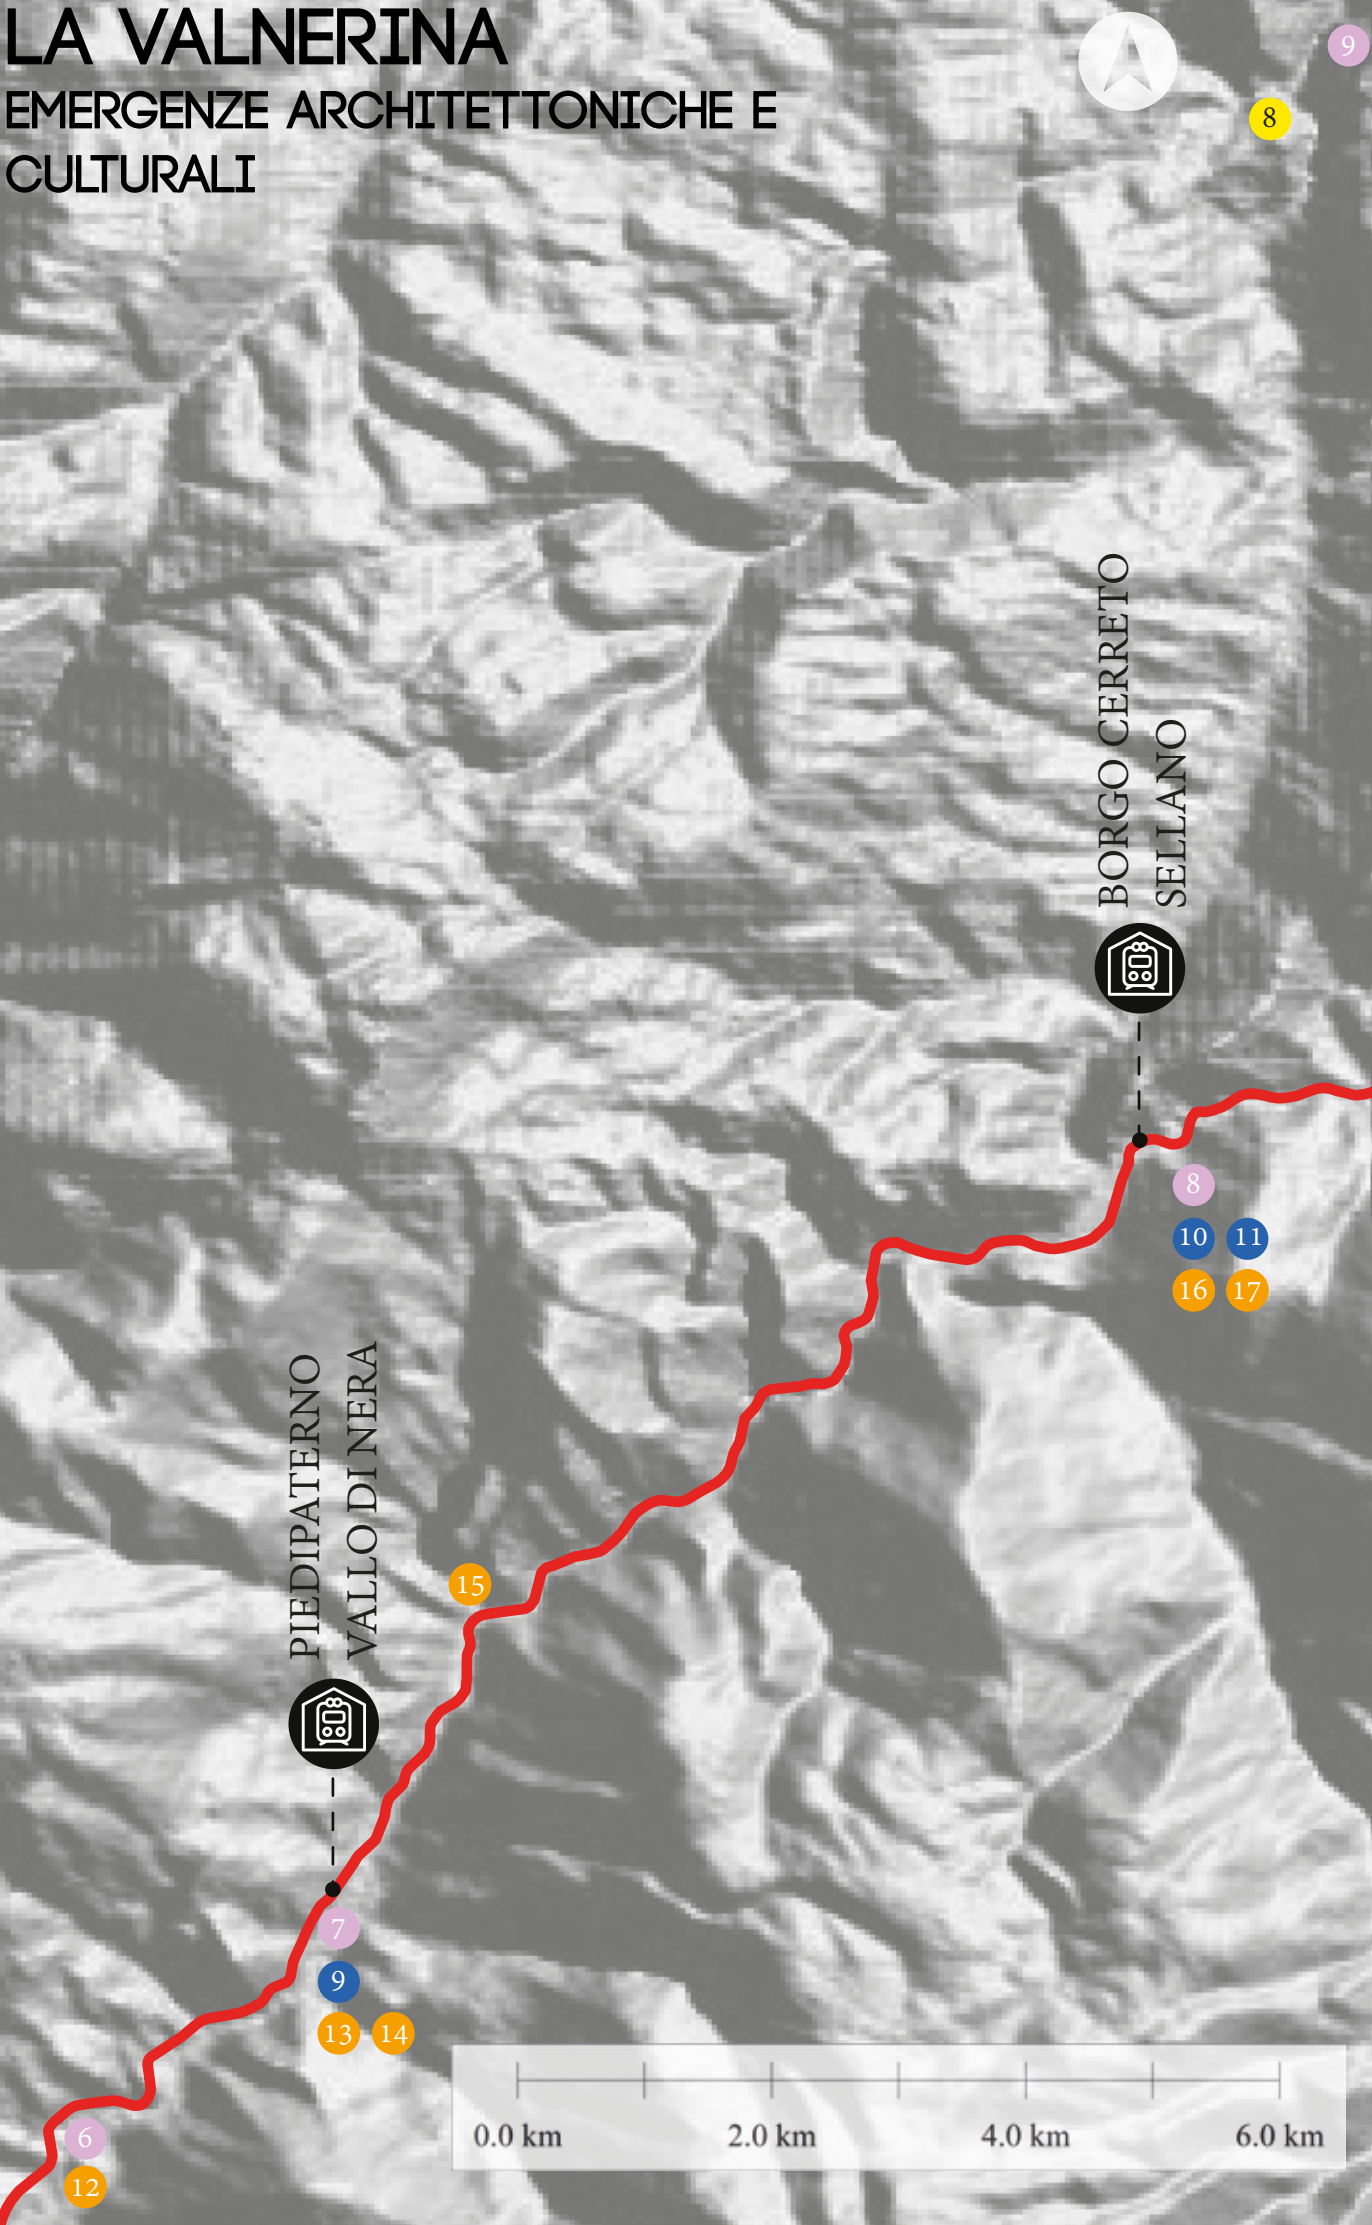 LA VALNERINA
EMERGENZE ARCHITETTONICHE E
CULTURALI
9
8
BORGO CERRETO
SELLANO
8
10 11
16 17
PIEDIPATERNO
VALLO DI NERA
15
7
9
13 14
6
12
0.0 km 2.0 km 4.0 km 6.0 km